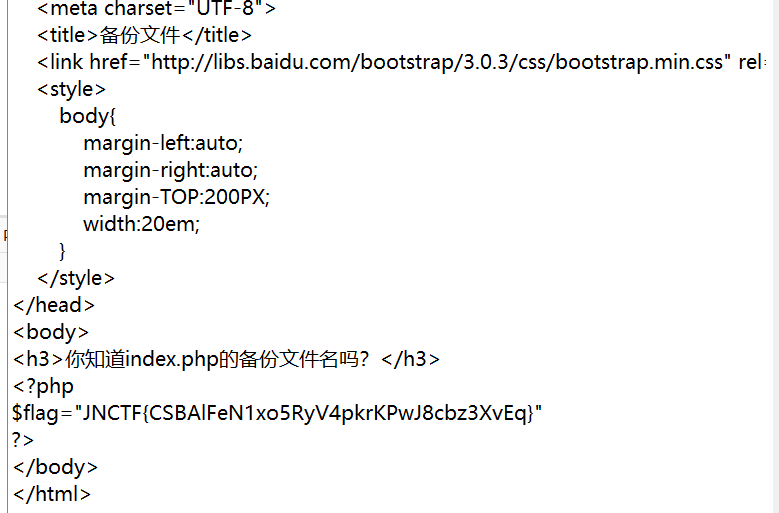 <meta charset="UTF-8">
<title>备份文件</title>
<link href="http://libs.baidu.com/bootstrap/3.0.3/css/bootstrap.min.css" rel=
<style>
body{
margin-left:auto;
margin-right:auto;
margin-TOP:200PX;
width:20em;
}
</style>
</head>
<body>
<h3>你知道index.php的备份文件名吗？</h3>
<?php
$flag="JNCTF{CSBAlFeN1xo5RyV4pkrKPwJ8cbz3XvEq}"
?>
</body>
</html>